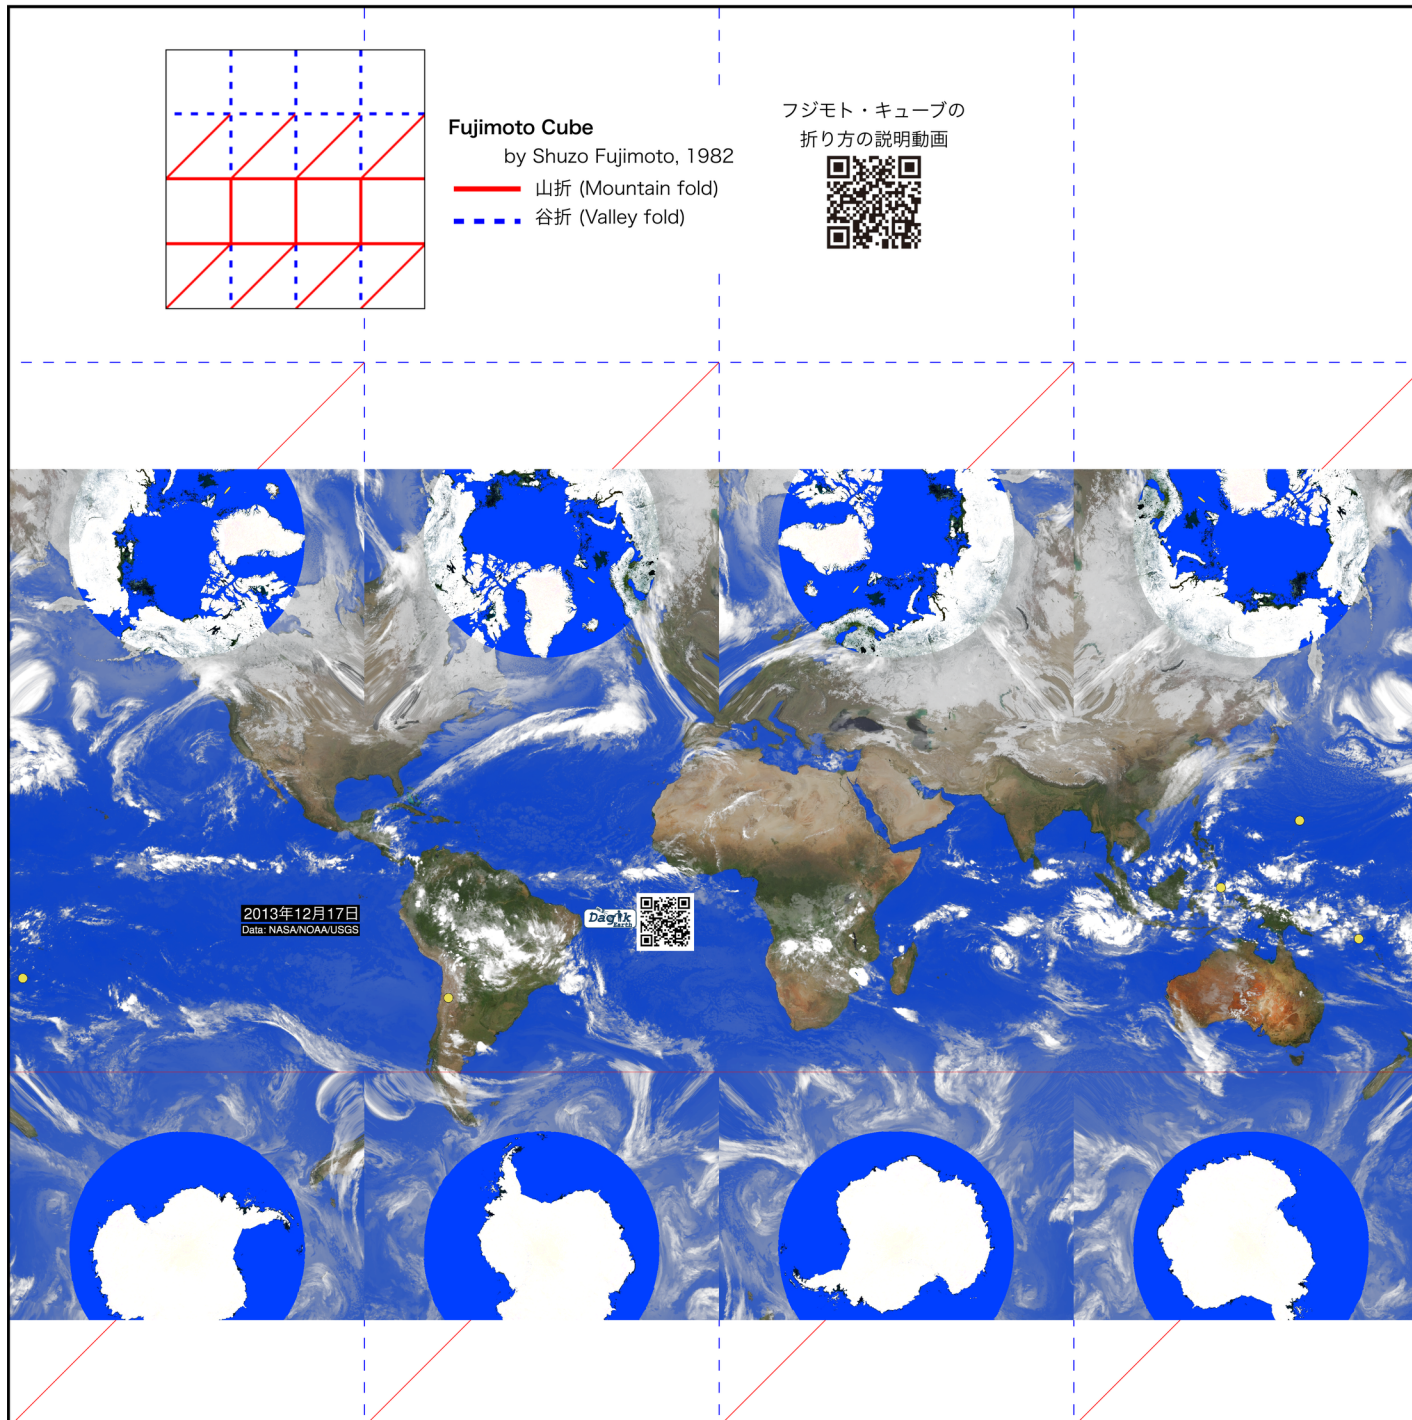 Fujimoto Cube
by Shuzo Fujimoto, 1982
山折 (Mountain fold)
谷折 (Valley fold)
フジモト・キューブの
折り方の説明動画
2013年12月17日
Data: NASA/NOAA/USGS
Dagik
Earth